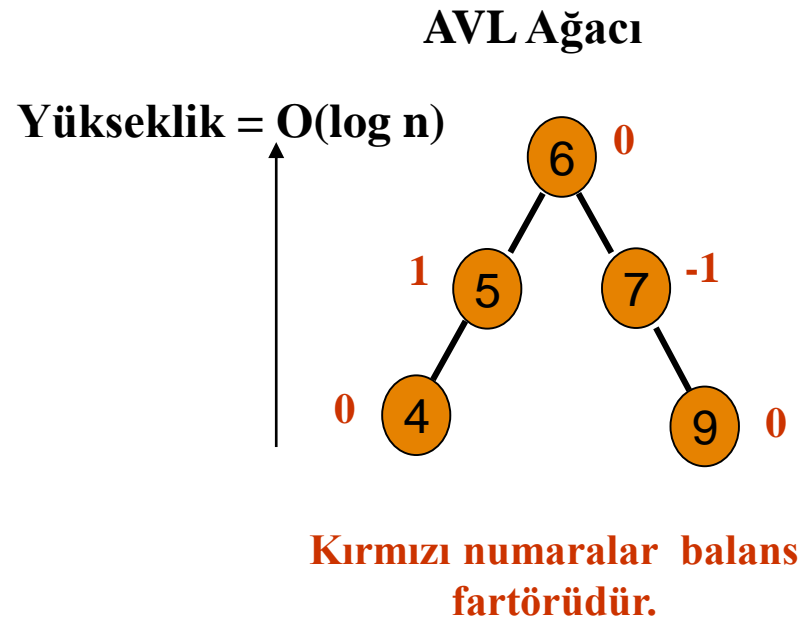 AVL Ağacı
Yükseklik = O(log n)
6 0
1 5 7 -1
0 4 9 0
Kırmızı numaralar balans
fartörüdür.